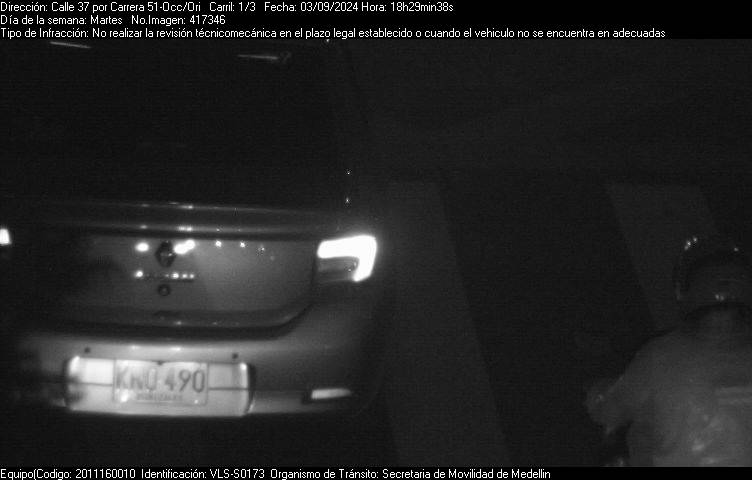 Dirección: Calle 37 por Carrera 51-Occ/Ori Carril: 1/3 Fecha: 03/09/2024 Hora: 18h29min38s
Día de la semana: Martes No.Imagen: 417346
Tipo de Infracción: No realizar la revisión técnicomecánica en el plazo legal establecido o cuando el vehiculo no se encuentra en adecuadas
KNQ 490
MANIZALES
Equipo(Codigo: 2011160010 Identificación: VLS-S0173 Organismo de Tránsito: Secretaria de Movilidad de Medellin